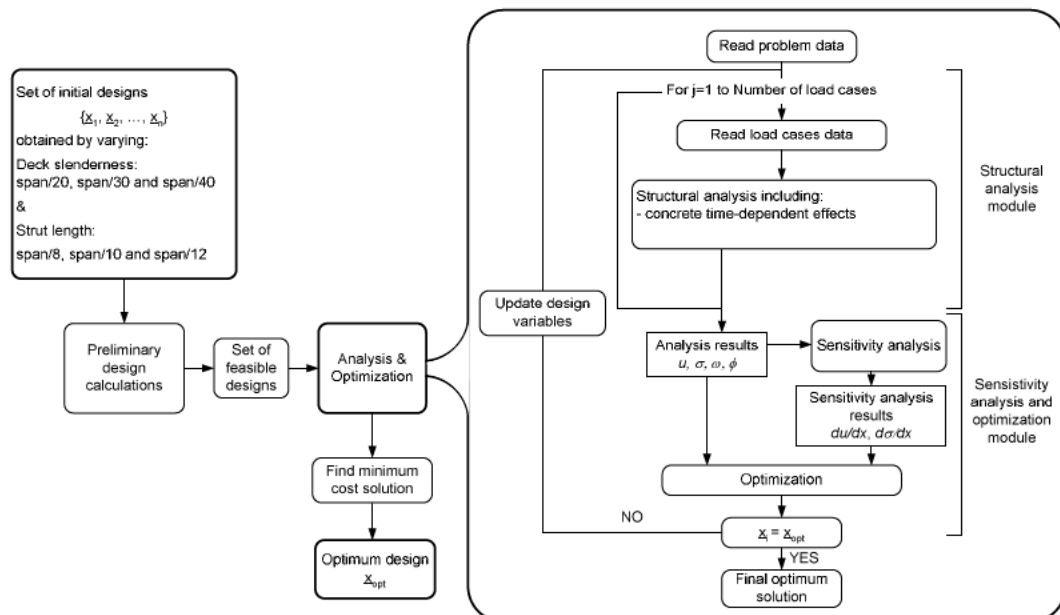 Set of initial designs
{x1, x2, ..., xn}
obtained by varying:
Deck slenderness:
span/20, span/30 and span/40
&
Strut length:
span/8, span/10 and span/12
Preliminary
design
calculations
Set of
feasible
designs
Analysis &
Optimization
Find minimum
cost solution
Optimum design
xopt
Read problem data
For j=1 to Number of load cases
Read load cases data
Structural analysis including:
- concrete time-dependent effects
Structural
analysis
module
Update design
variables
Analysis results
u, σ, ω, ϕ
Sensitivity analysis
Sensitivity analysis
results
du/dx, dσ/dx
Sensistivity
analysis and
optimization
module
Optimization
NO
xi = xopt
YES
Final optimum
solution